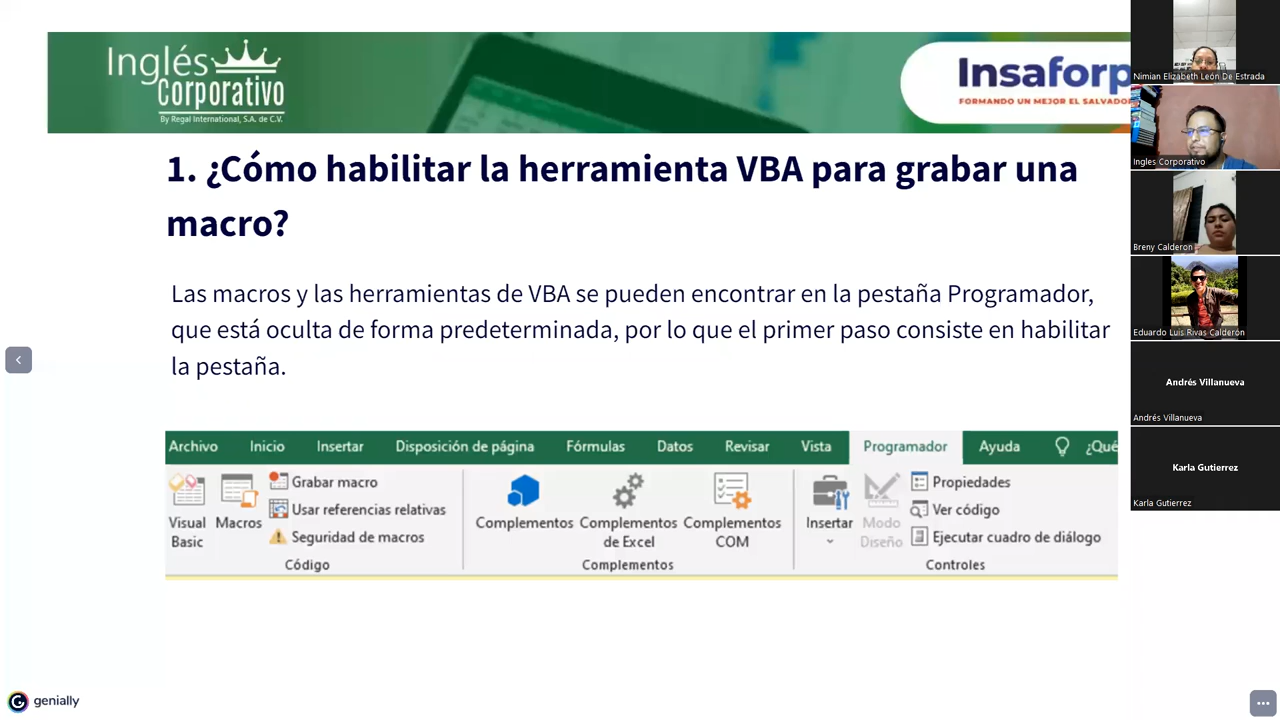 Inglés
Corporativo
By Regal International, S.A. de C.V.
Insaforp
FORMANDO UN MEJOR EL SALVADOR
1. ¿Cómo habilitar la herramienta VBA para grabar una
macro?
Las macros y las herramientas de VBA se pueden encontrar en la pestaña Programador,
que está oculta de forma predeterminada, por lo que el primer paso consiste en habilitar
la pestaña.
Archivo Inicio Insertar Disposición de página Fórmulas Datos Revisar Vista Programador Ayuda ¿Qué
Visual
Basic
Macros
Grabar macro
Usar referencias relativas
Seguridad de macros
Código
Complementos
Complementos
de Excel
Complementos
COM
Complementos
Insertar
Modo
Diseño
Propiedades
Ver código
Ejecutar cuadro de diálogo
Controles
genially
Nimian Elizabeth León De Estrada
Ingles Corporativo
Breny Calderon
Eduardo Luis Rivas Calderón
Andrés Villanueva
Andrés Villanueva
Karla Gutierrez
Karla Gutierrez